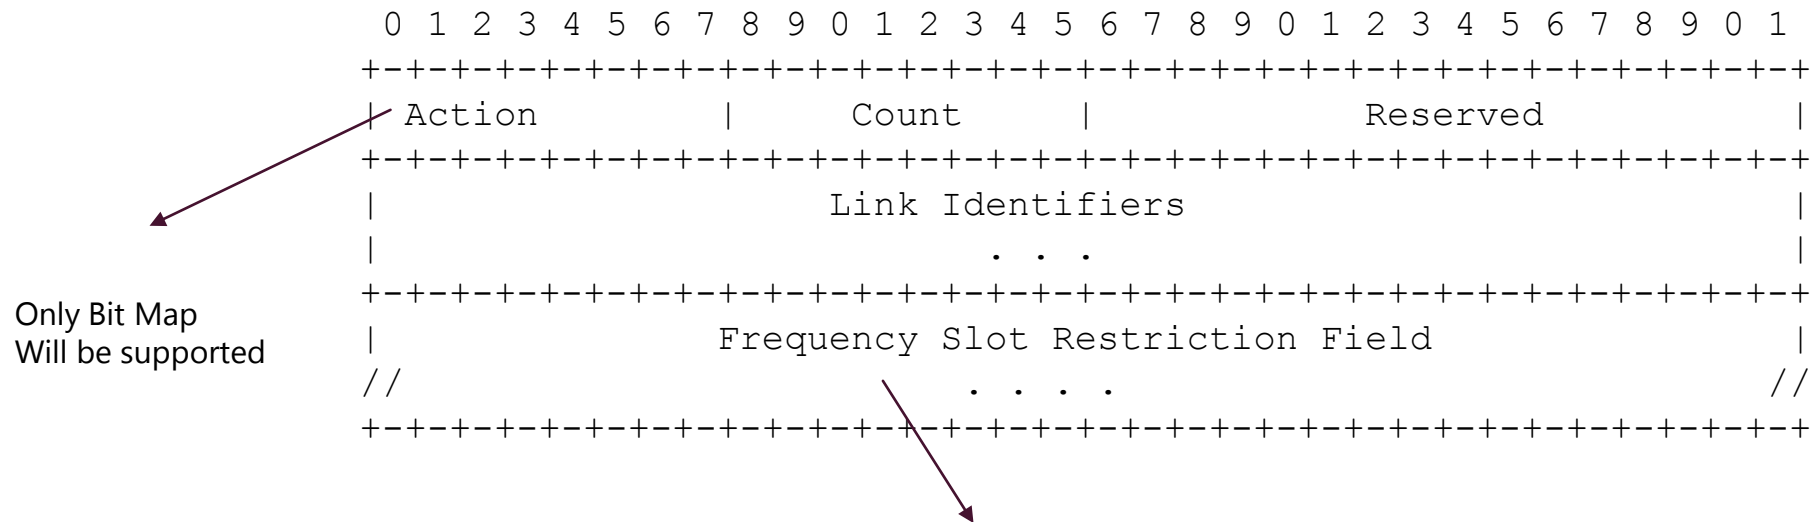 0 1 2 3 4 5 6 7 8 9 0 1 2 3 4 5 6 7 8 9 0 1 2 3 4 5 6 7 8 9 0 1
+-+-+-+-+-+-+-+-+-+-+-+-+-+-+-+-+-+-+-+-+-+-+-+-+-+-+-+-+-+-+-+-+
| Action | Count | Reserved |
+-+-+-+-+-+-+-+-+-+-+-+-+-+-+-+-+-+-+-+-+-+-+-+-+-+-+-+-+-+-+-+-+
| Link Identifiers |
| . . . |
+-+-+-+-+-+-+-+-+-+-+-+-+-+-+-+-+-+-+-+-+-+-+-+-+-+-+-+-+-+-+-+-+
| Frequency Slot Restriction Field |
// . . . . //
+-+-+-+-+-+-+-+-+-+-+-+-+-+-+-+-+-+-+-+-+-+-+-+-+-+-+-+-+-+-+-+-+
Only Bit Map
Will be supported